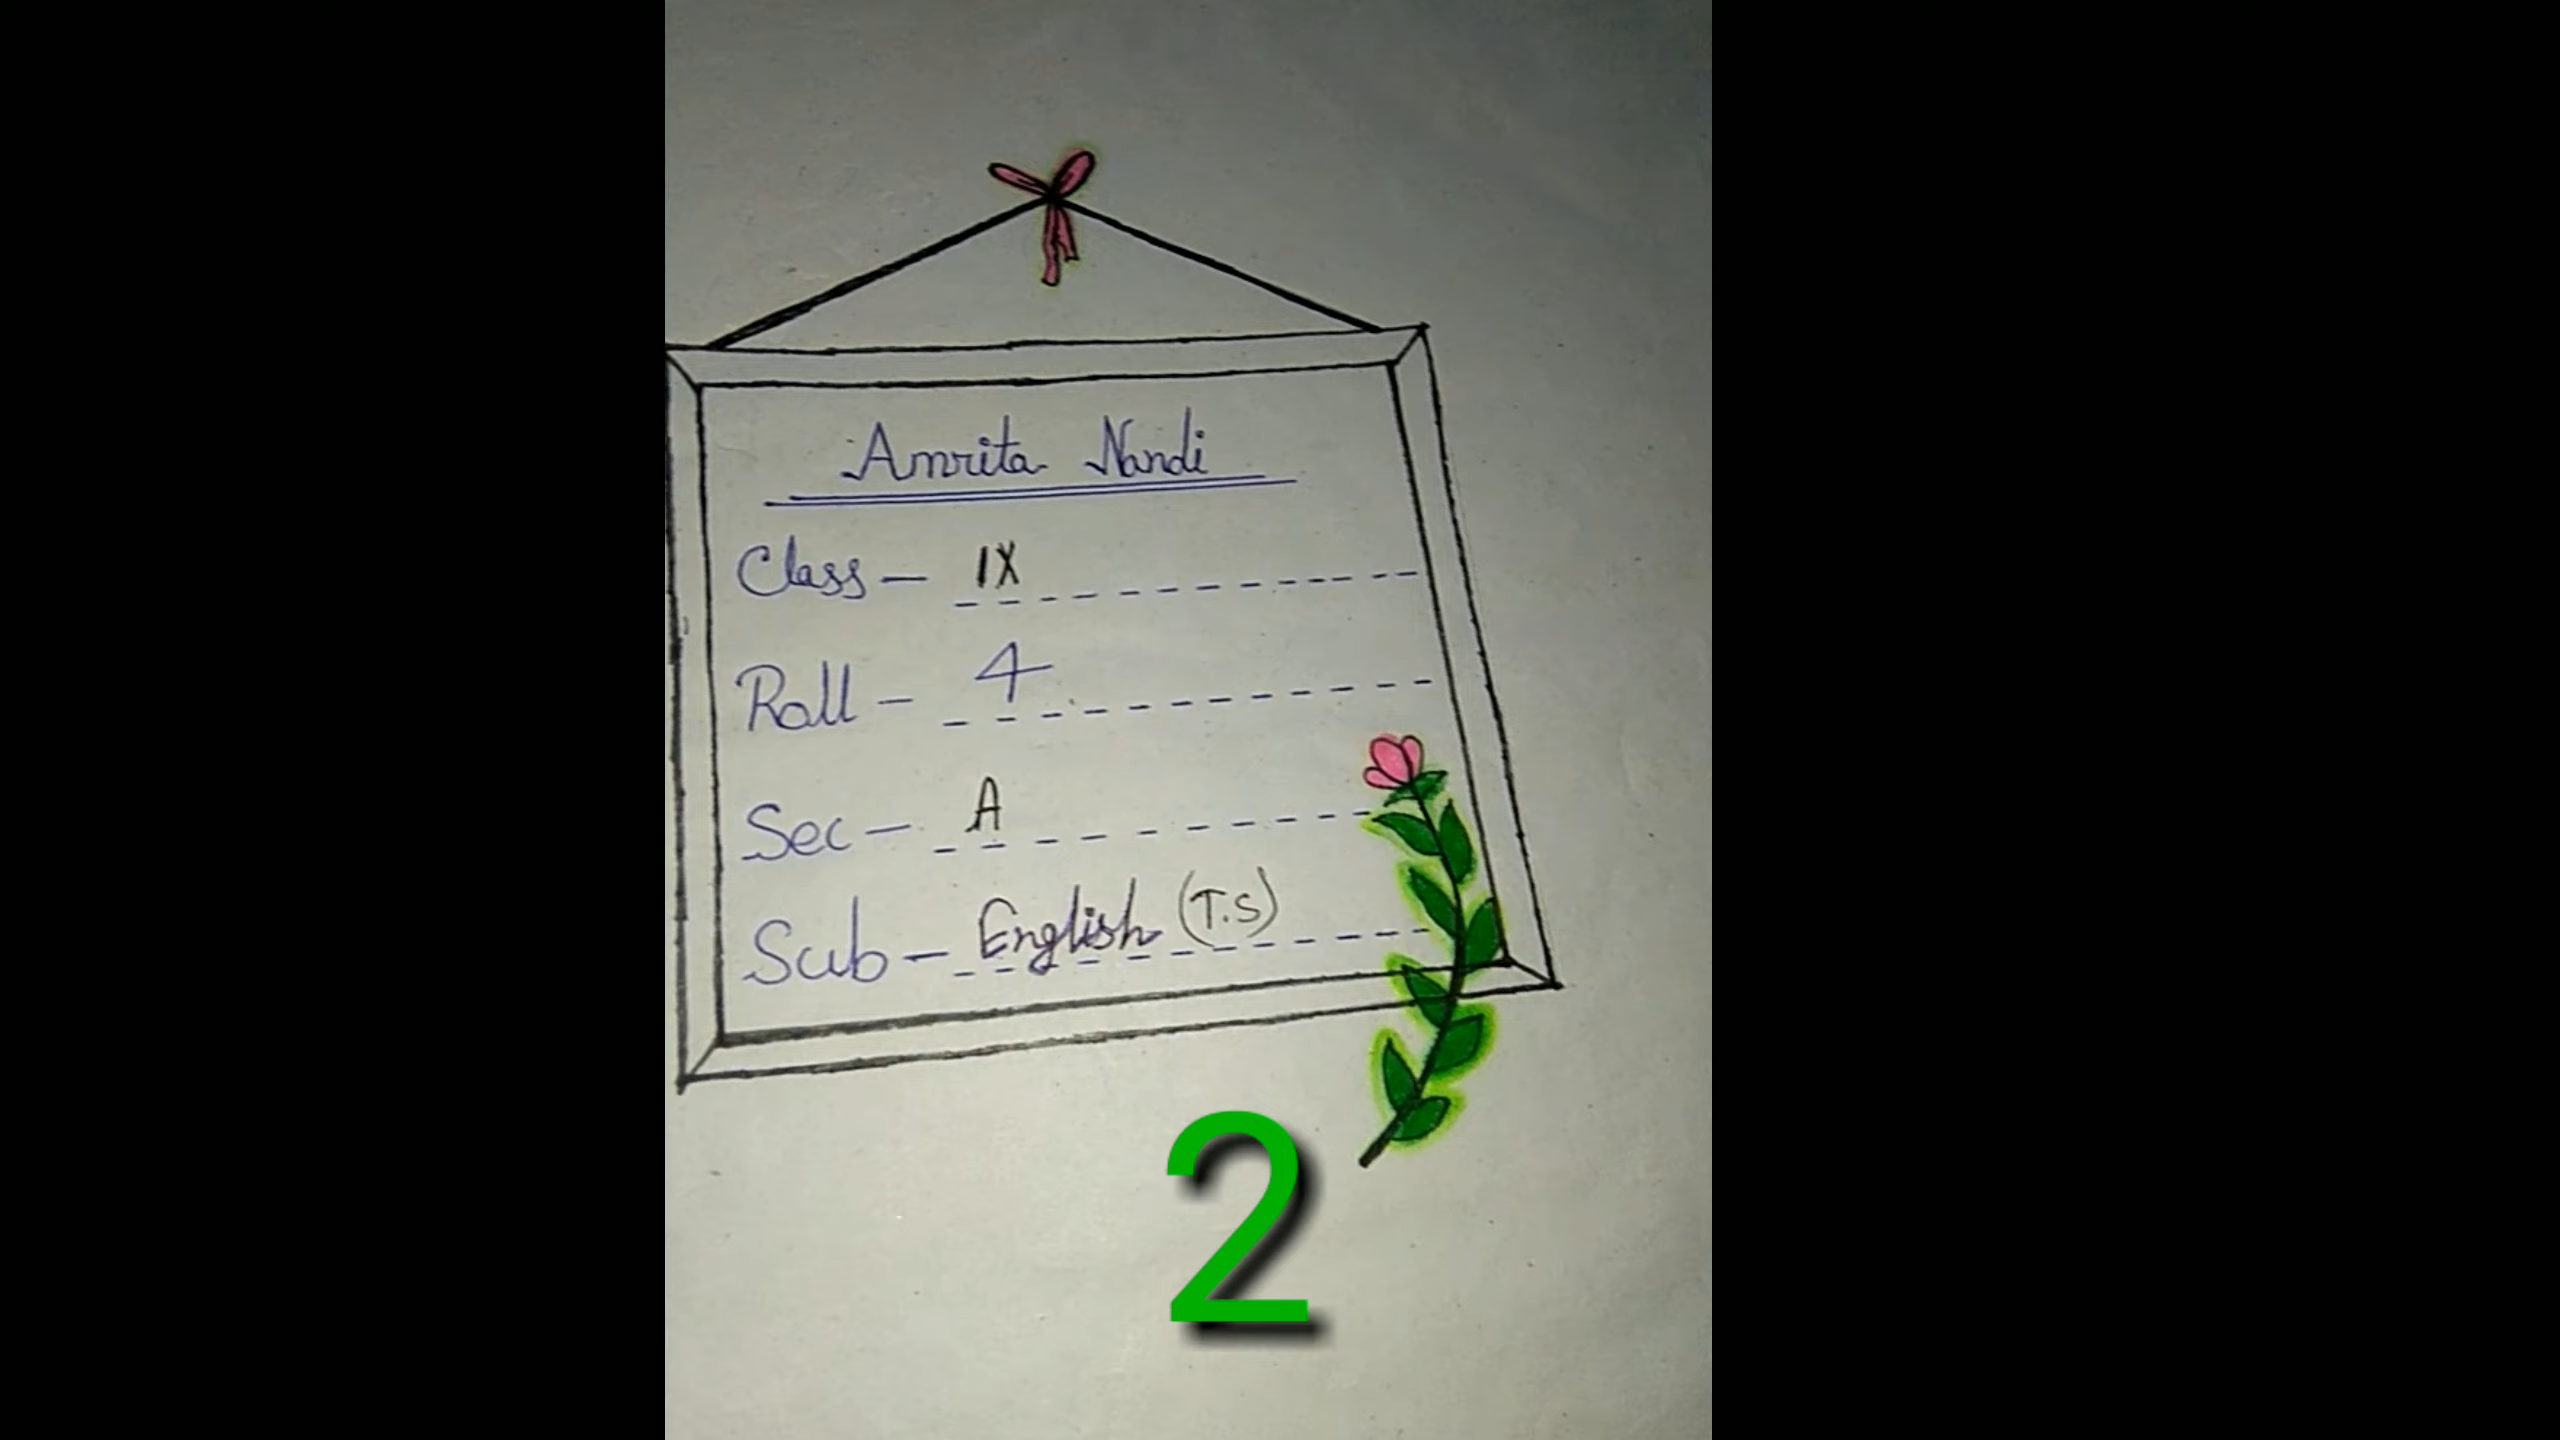 Amrita Nandi
Class - IX
Roll - 4
Sec - A
Sub - English (T.S)
2